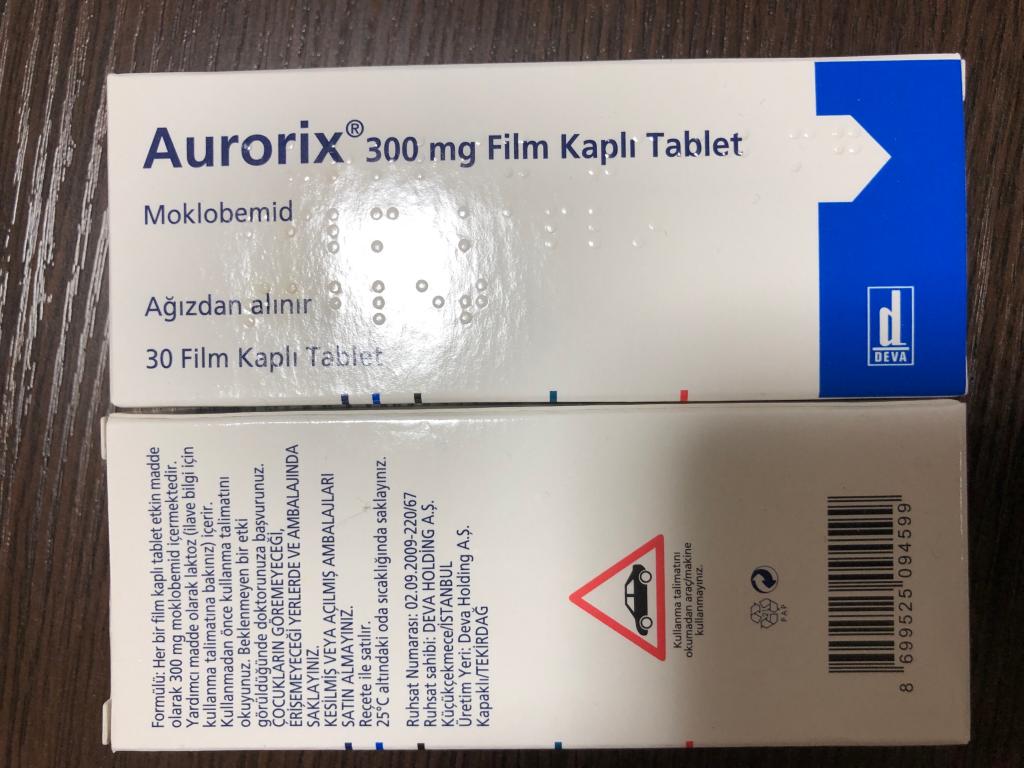 Aurorix® 300 mg Film Kaplı Tablet
Moklobemid
Ağızdan alınır
30 Film Kaplı Tablet
d
DEVA
Formülü: Her bir film kaplı tablet etkin madde
olarak 300 mg moklobemid içermektedir.
Yardımcı madde olarak laktoz (ilave bilgi için
kullanma talimatına bakınız) içerir.
Kullanmadan önce kullanma talimatını
okuyunuz. Beklenmeyen bir etki
görüldüğünde doktorunuza başvurunuz.
ÇOCUKLARIN GÖREMEYECEĞİ,
ERİŞEMEYECEĞİ YERLERDE VE AMBALAJINDA
SAKLAYINIZ.
KESİLMİŞ VEYA AÇILMIŞ AMBALAJLARI
SATIN ALMAYINIZ.
Reçete ile satılır.
25°C altındaki oda sıcaklığında saklayınız.
Ruhsat Numarası: 02.09.2009-220/67
Ruhsat sahibi: DEVA HOLDİNG A.Ş.
Küçükçekmece/İSTANBUL
Üretim Yeri: Deva Holding A.Ş.
Kapaklı/TEKİRDAĞ
Kullanma talimatını
okumadan araç/makine
kullanmayınız.
PAP
8 699525 094599